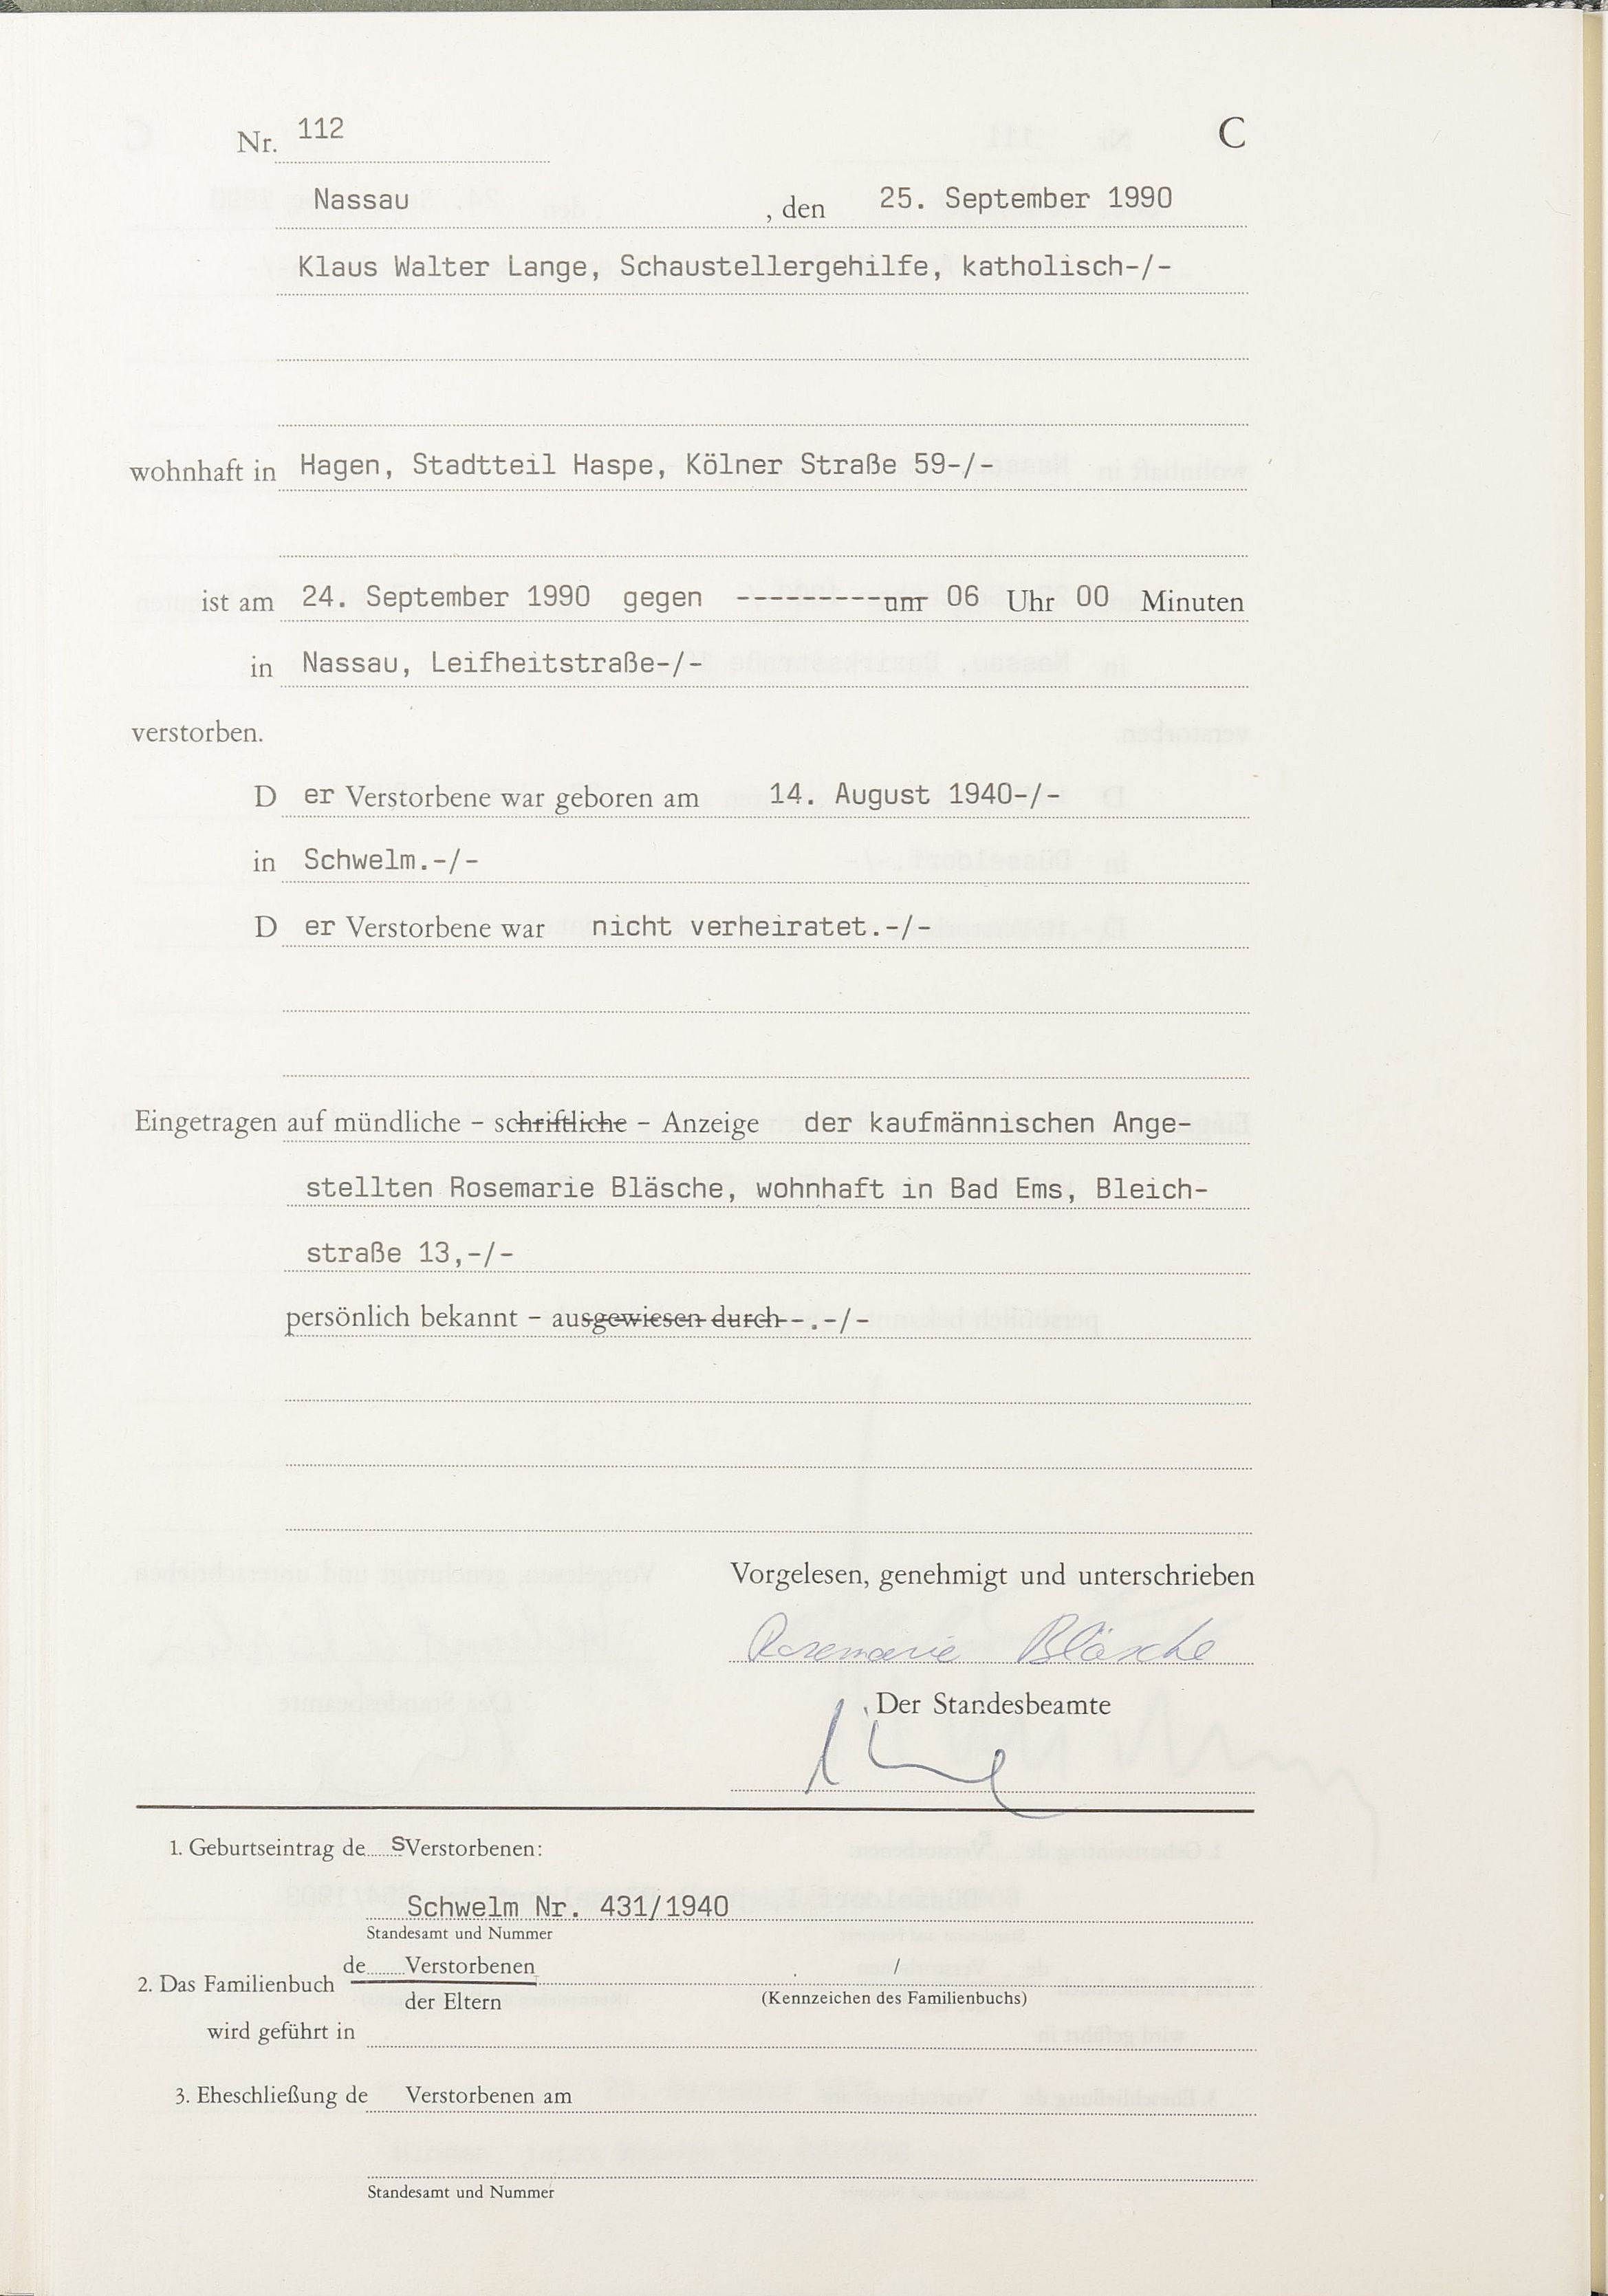 Nr. 112
C
Nassau, den 25. September 1990
Klaus Walter Lange, Schaustellergehilfe, katholisch-/-
wohnhaft in Hagen, Stadtteil Haspe, Kölner Straße 59-/-
ist am 24. September 1990 gegen ---------um 06 Uhr 00 Minuten
in Nassau, Leifheitstraße-/-
verstorben.
D er Verstorbene war geboren am 14. August 1940-/-
in Schwelm.-/-
D er Verstorbene war nicht verheiratet.-/-
Eingetragen auf mündliche - schriftliche - Anzeige der kaufmännischen Ange-
stellten Rosemarie Bläsche, wohnhaft in Bad Ems, Bleich-
straße 13,-/-
persönlich bekannt - ausgewiesen durch--.-/-
Vorgelesen, genehmigt und unterschrieben
Rosemarie Bläsche
Der Standesbeamte
1. Geburtseintrag des Verstorbenen:
Schwelm Nr. 431/1940
Standesamt und Nummer
de Verstorbenen /
2. Das Familienbuch
der Eltern (Kennzeichen des Familienbuchs)
wird geführt in
3. Eheschließung de Verstorbenen am
Standesamt und Nummer